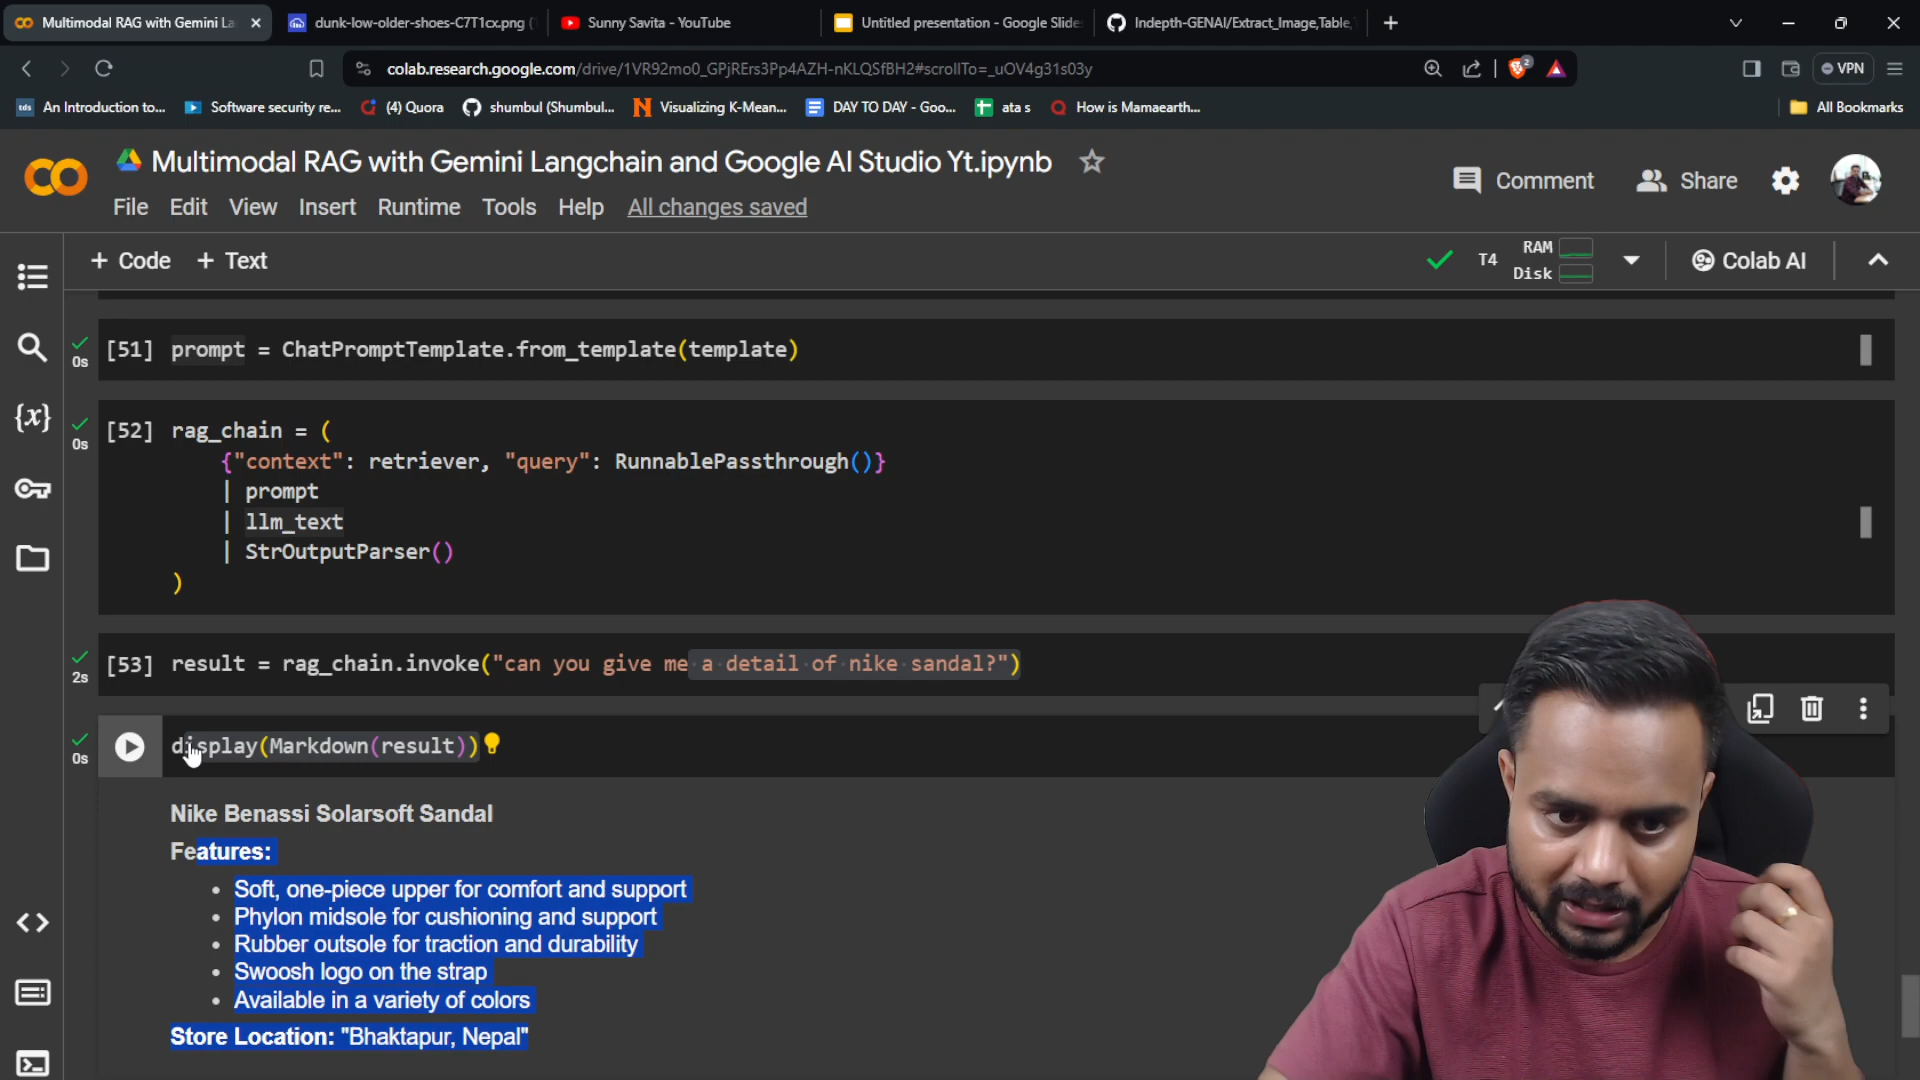 Multimodal RAG with Gemini La
dunk-low-older-shoes-C7T1cx.png (
Sunny Savita - YouTube
Untitled presentation - Google Slide
Indepth-GENAI/Extract_Image,Table,
colab.research.google.com/drive/1VR92mo0_GPjRErs3Pp4AZH-nKLQSfBH2#scrollTo=_uOV4g31s03y
2
VPN
tds An Introduction to...
Software security re...
(4) Quora
shumbul (Shumbul...
Visualizing K-Mean...
DAY TO DAY - Goo...
ata s
How is Mamaearth...
All Bookmarks
CO Multimodal RAG with Gemini Langchain and Google AI Studio Yt.ipynb
Comment
Share
File Edit View Insert Runtime Tools Help All changes saved
+ Code + Text
T4
RAM
Disk
Colab AI
0s [51] prompt = ChatPromptTemplate.from_template(template)
{x}
0s [52] rag_chain = (
{"context": retriever, "query": RunnablePassthrough()}
| prompt
| llm_text
| StrOutputParser()
)
2s [53] result = rag_chain.invoke("can you give me a detail of nike sandal?")
0s display(Markdown(result))
Nike Benassi Solarsoft Sandal
Features:
• Soft, one-piece upper for comfort and support
• Phylon midsole for cushioning and support
• Rubber outsole for traction and durability
• Swoosh logo on the strap
• Available in a variety of colors
Store Location: "Bhaktapur, Nepal"